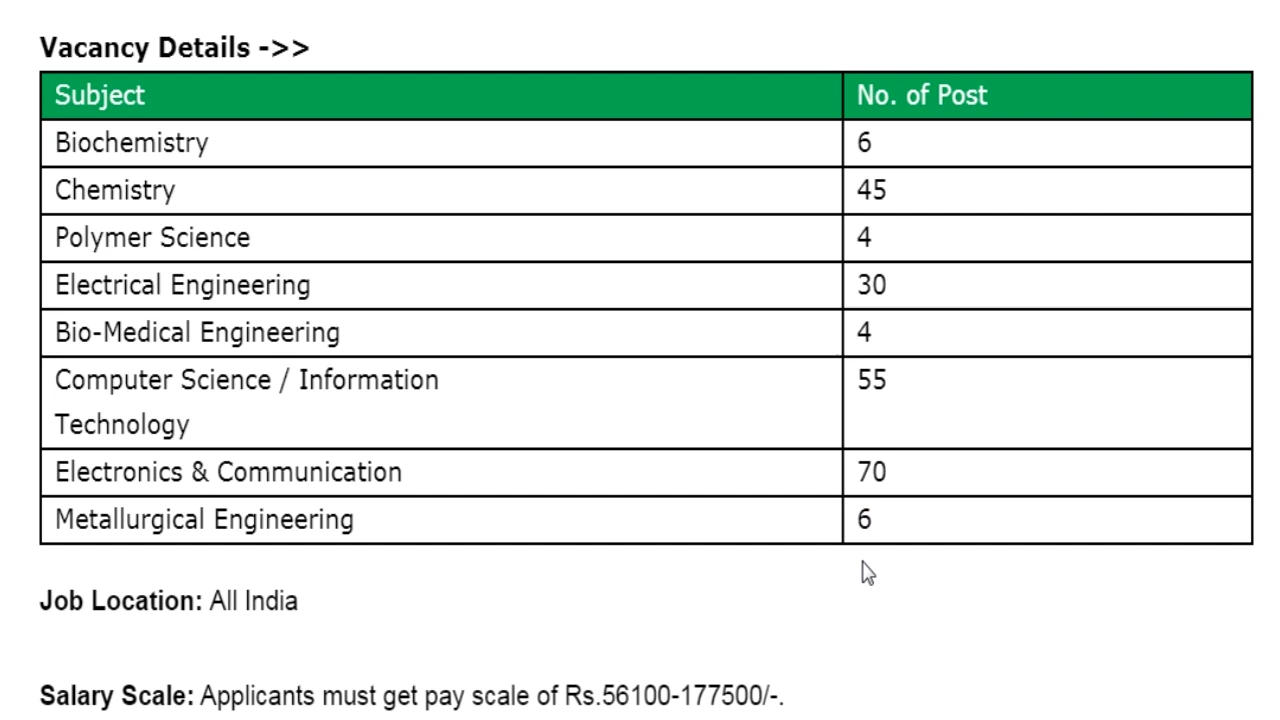 Vacancy Details ->>
Subject No. of Post
Biochemistry 6
Chemistry 45
Polymer Science 4
Electrical Engineering 30
Bio-Medical Engineering 4
Computer Science / Information 55
Technology
Electronics & Communication 70
Metallurgical Engineering 6
Job Location: All India
Salary Scale: Applicants must get pay scale of Rs.56100-177500/-.